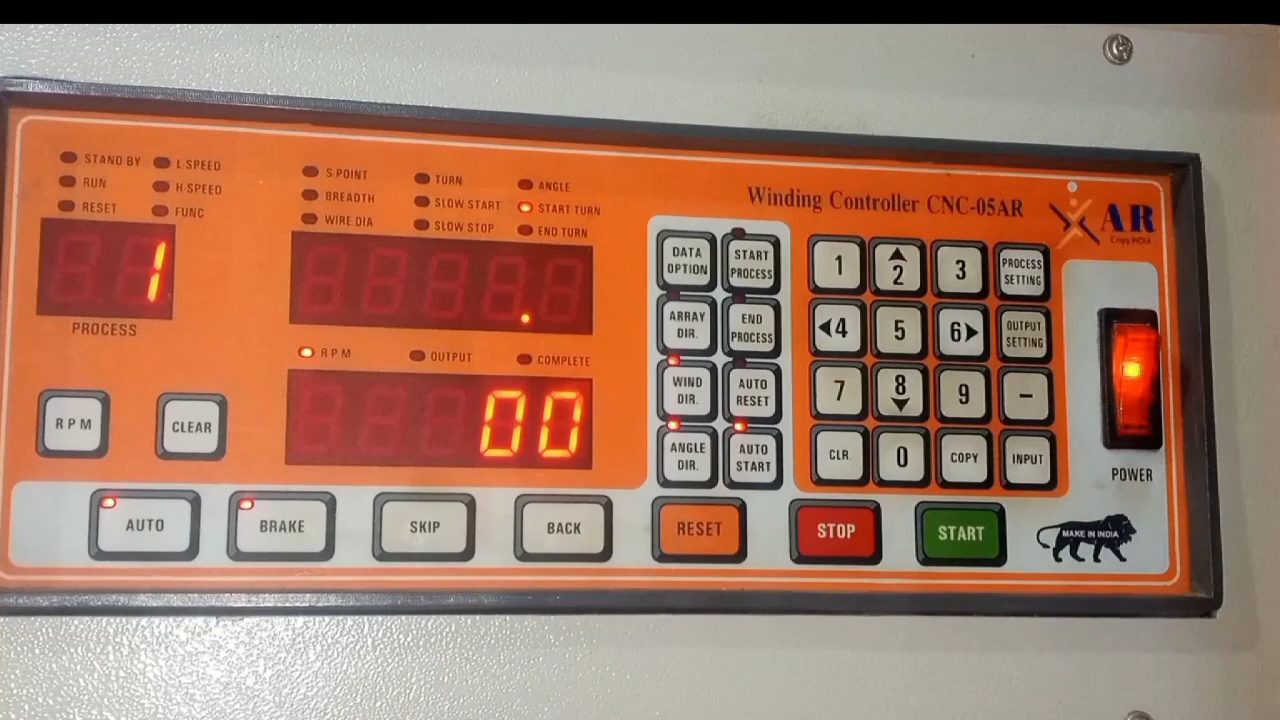 Winding Controller CNC-05AR
AR
STAND BY
L SPEED
RUN
H-SPEED
RESET
FUNC
1
PROCESS
S POINT
TURN
ANGLE
BREADTH
SLOW START
START TURN
WIRE DIA
SLOW STOP
END TURN
.
RPM
OUTPUT
COMPLETE
00
RPM
CLEAR
DATA OPTION
START PROCESS
ARRAY DIR.
END PROCESS
WIND DIR.
AUTO RESET
ANGLE DIR.
AUTO START
1
2
3
PROCESS SETTING
4
5
6
OUTPUT SETTING
7
8
9
–
CLR.
0
COPY
INPUT
POWER
AUTO
BRAKE
SKIP
BACK
RESET
STOP
START
MAKE IN INDIA